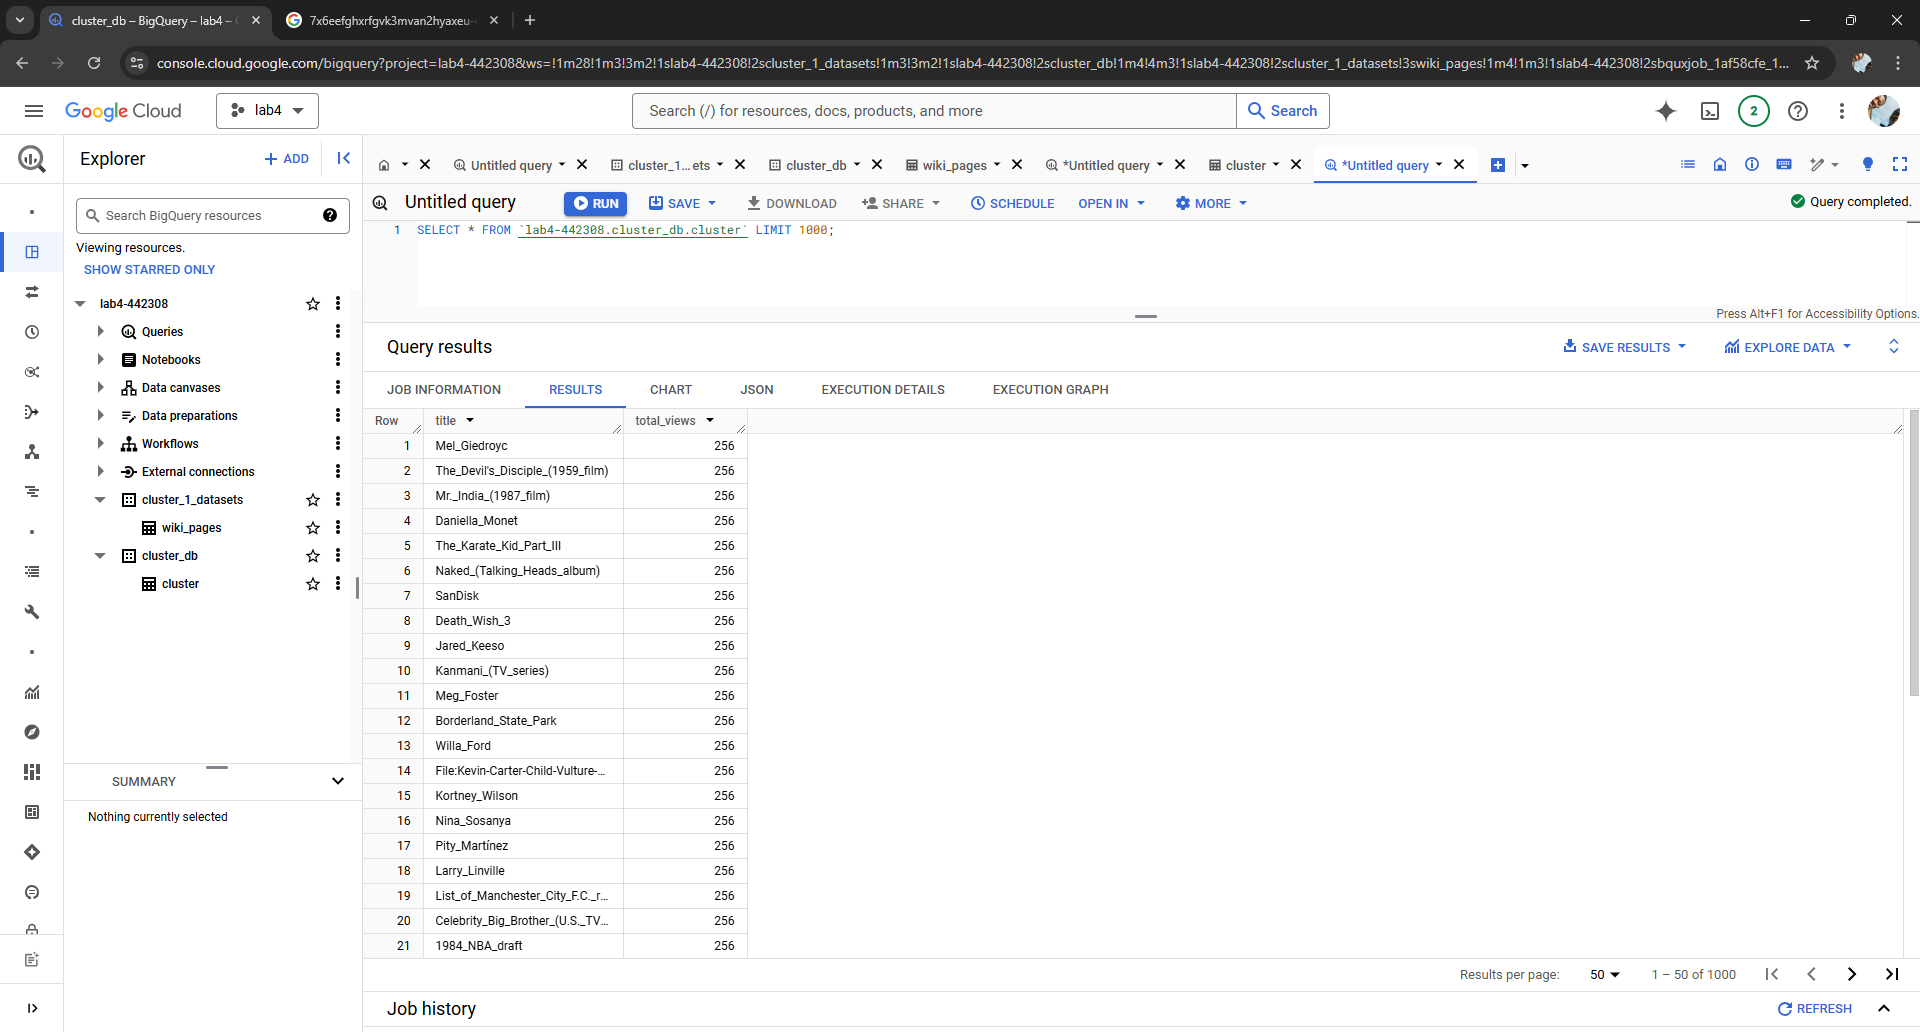 cluster_db – BigQuery – lab4 –
7x6eefghxrfgvk3mvan2hyaxeu-
console.cloud.google.com/bigquery?project=lab4-442308&ws=!1m28!1m3!3m2!1slab4-442308!2scluster_1_datasets!1m3!3m2!1slab4-442308!2scluster_db!1m4!4m3!1slab4-442308!2scluster_1_datasets!3swiki_pages!1m4!1m3!1slab4-442308!2sbquxjob_1af58cfe_1...
Google Cloud
lab4
Search (/) for resources, docs, products, and more
Search
2
Explorer
+ ADD
Untitled query
cluster_1...ets
cluster_db
wiki_pages
*Untitled query
cluster
*Untitled query
Search BigQuery resources
Viewing resources.
SHOW STARRED ONLY
lab4-442308
Queries
Notebooks
Data canvases
Data preparations
Workflows
External connections
cluster_1_datasets
wiki_pages
cluster_db
cluster
SUMMARY
Nothing currently selected
Untitled query
RUN
SAVE
DOWNLOAD
SHARE
SCHEDULE
OPEN IN
MORE
Query completed.
1 SELECT * FROM `lab4-442308.cluster_db.cluster` LIMIT 1000;
Press Alt+F1 for Accessibility Options.
Query results
SAVE RESULTS
EXPLORE DATA
JOB INFORMATION
RESULTS
CHART
JSON
EXECUTION DETAILS
EXECUTION GRAPH
Row title total_views
1 Mel_Giedroyc 256
2 The_Devil's_Disciple_(1959_film) 256
3 Mr._India_(1987_film) 256
4 Daniella_Monet 256
5 The_Karate_Kid_Part_III 256
6 Naked_(Talking_Heads_album) 256
7 SanDisk 256
8 Death_Wish_3 256
9 Jared_Keeso 256
10 Kanmani_(TV_series) 256
11 Meg_Foster 256
12 Borderland_State_Park 256
13 Willa_Ford 256
14 File:Kevin-Carter-Child-Vulture-... 256
15 Kortney_Wilson 256
16 Nina_Sosanya 256
17 Pity_Martínez 256
18 Larry_Linville 256
19 List_of_Manchester_City_F.C._r... 256
20 Celebrity_Big_Brother_(U.S._TV... 256
21 1984_NBA_draft 256
Results per page: 50 1 – 50 of 1000
Job history
REFRESH